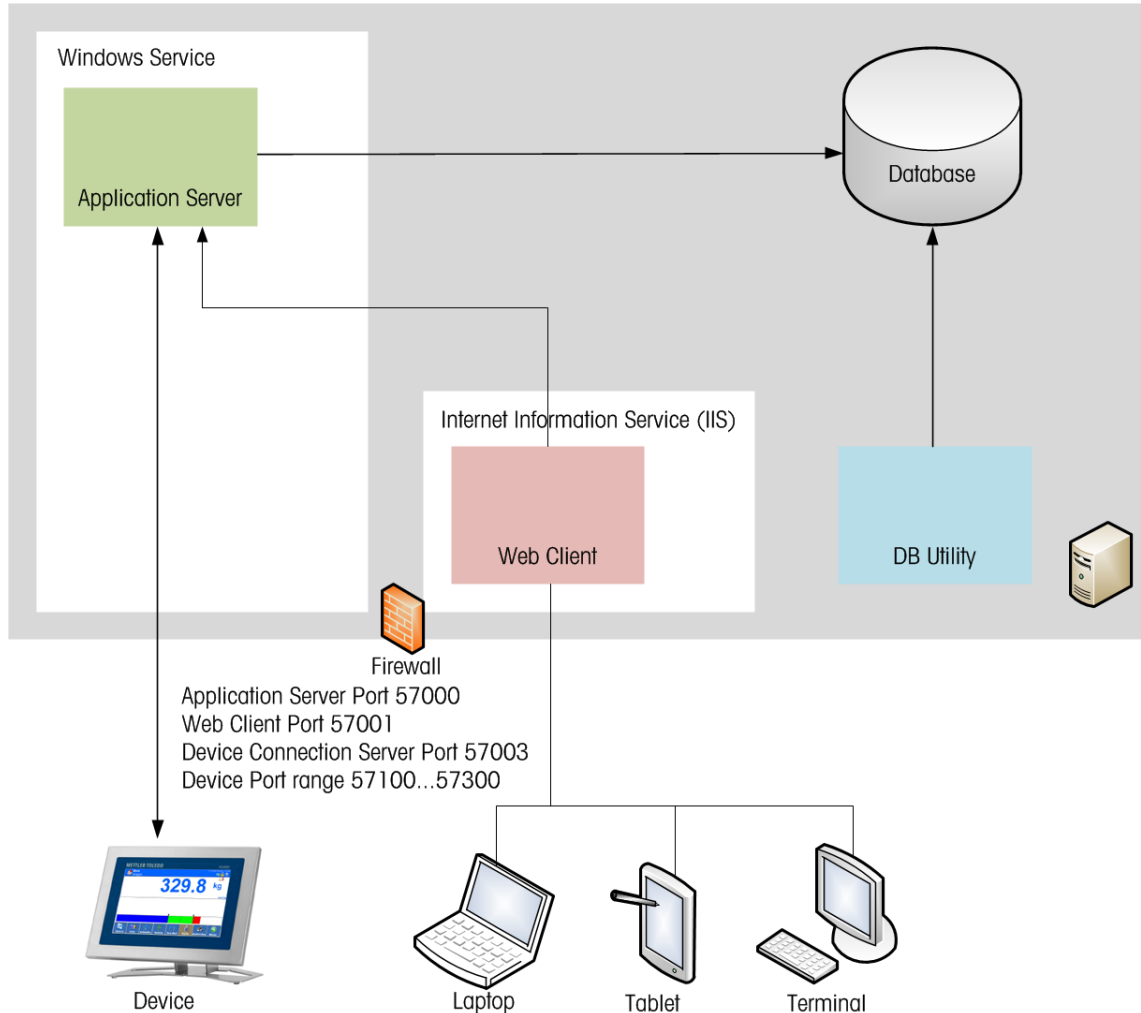 Windows Service
Application Server
Database
Internet Information Service (IIS)
Web Client
DB Utility
Firewall
Application Server Port 57000
Web Client Port 57001
Device Connection Server Port 57003
Device Port range 57100...57300
METTLER TOLEDO
329.8 kg
Device
Laptop
Tablet
Terminal